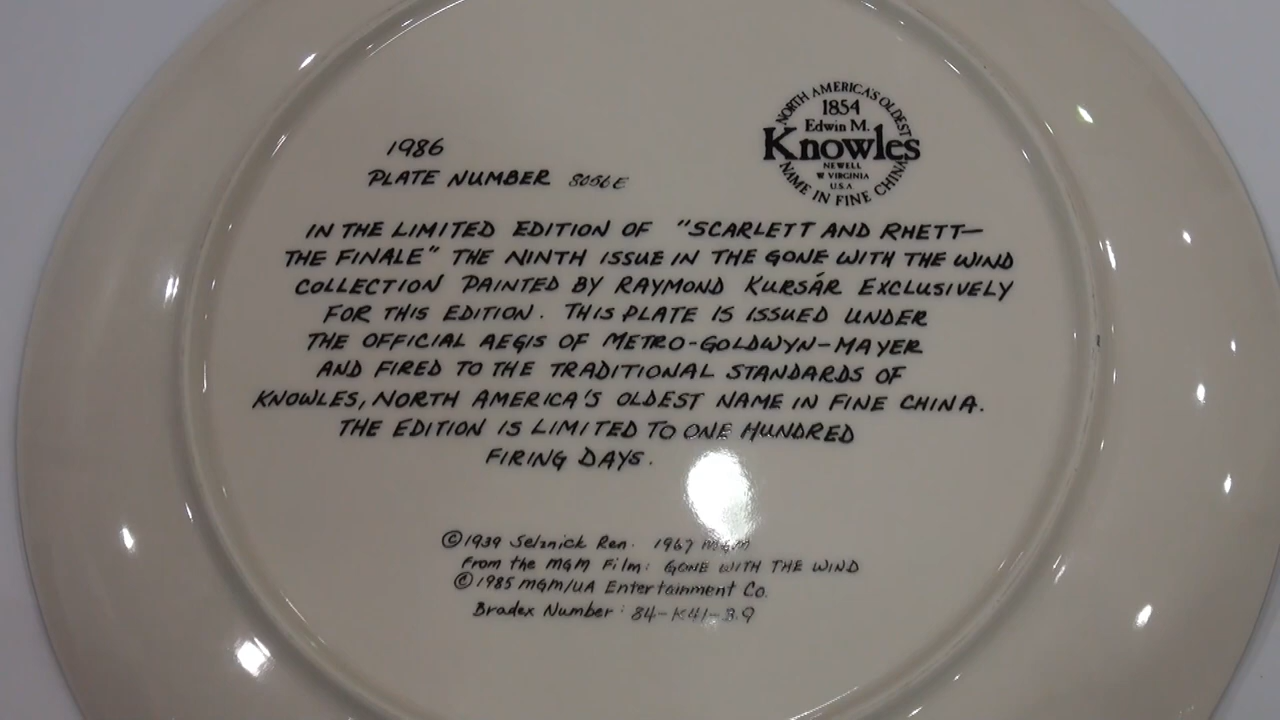 1986
PLATE NUMBER 8056E
NORTH AMERICA'S OLDEST
1854
Edwin M.
Knowles
NEWELL
W VIRGINIA
U.S.A
NAME IN FINE CHINA
IN THE LIMITED EDITION OF "SCARLETT AND RHETT—
THE FINALE" THE NINTH ISSUE IN THE GONE WITH THE WIND
COLLECTION PAINTED BY RAYMOND KURSÁR EXCLUSIVELY
FOR THIS EDITION. THIS PLATE IS ISSUED UNDER
THE OFFICIAL AEGIS OF METRO-GOLDWYN-MAYER
AND FIRED TO THE TRADITIONAL STANDARDS OF
KNOWLES, NORTH AMERICA'S OLDEST NAME IN FINE CHINA.
THE EDITION IS LIMITED TO ONE HUNDRED
FIRING DAYS.
©1939 Selznick Ren. 1967 MGM
From the MGM Film: GONE WITH THE WIND
©1985 MGM/UA Entertainment Co.
Bradex Number: 84-K41-3.9